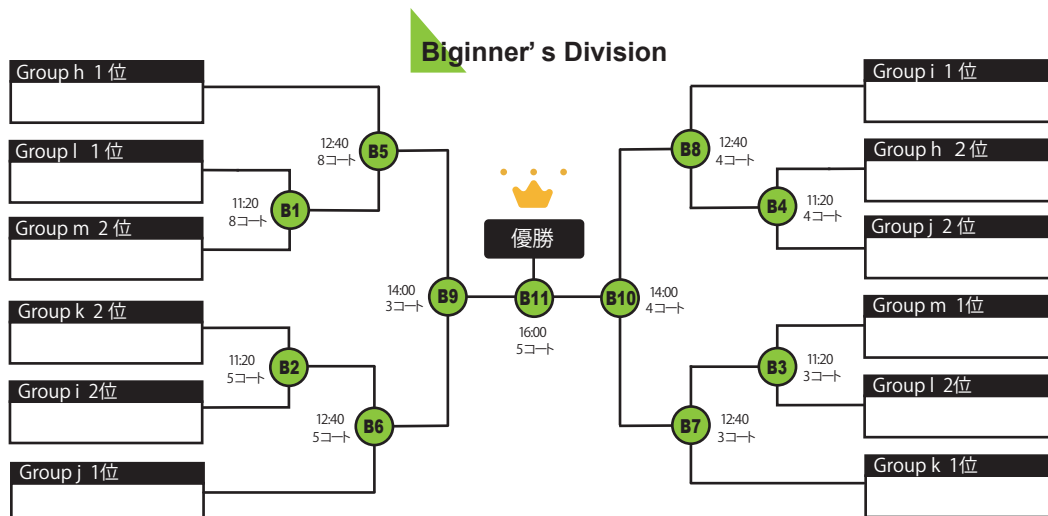 Biginner’s Division
Group h 1位
Group l 1位
Group m 2位
Group k 2位
Group i 2位
Group j 1位
12:40
8コート
B5
11:20
8コート
B1
11:20
5コート
B2
12:40
5コート
B6
14:00
3コート
B9
優勝
B11
16:00
5コート
B10
14:00
4コート
B8
12:40
4コート
B4
11:20
4コート
B3
11:20
3コート
B7
12:40
3コート
Group i 1位
Group h 2位
Group j 2位
Group m 1位
Group l 2位
Group k 1位